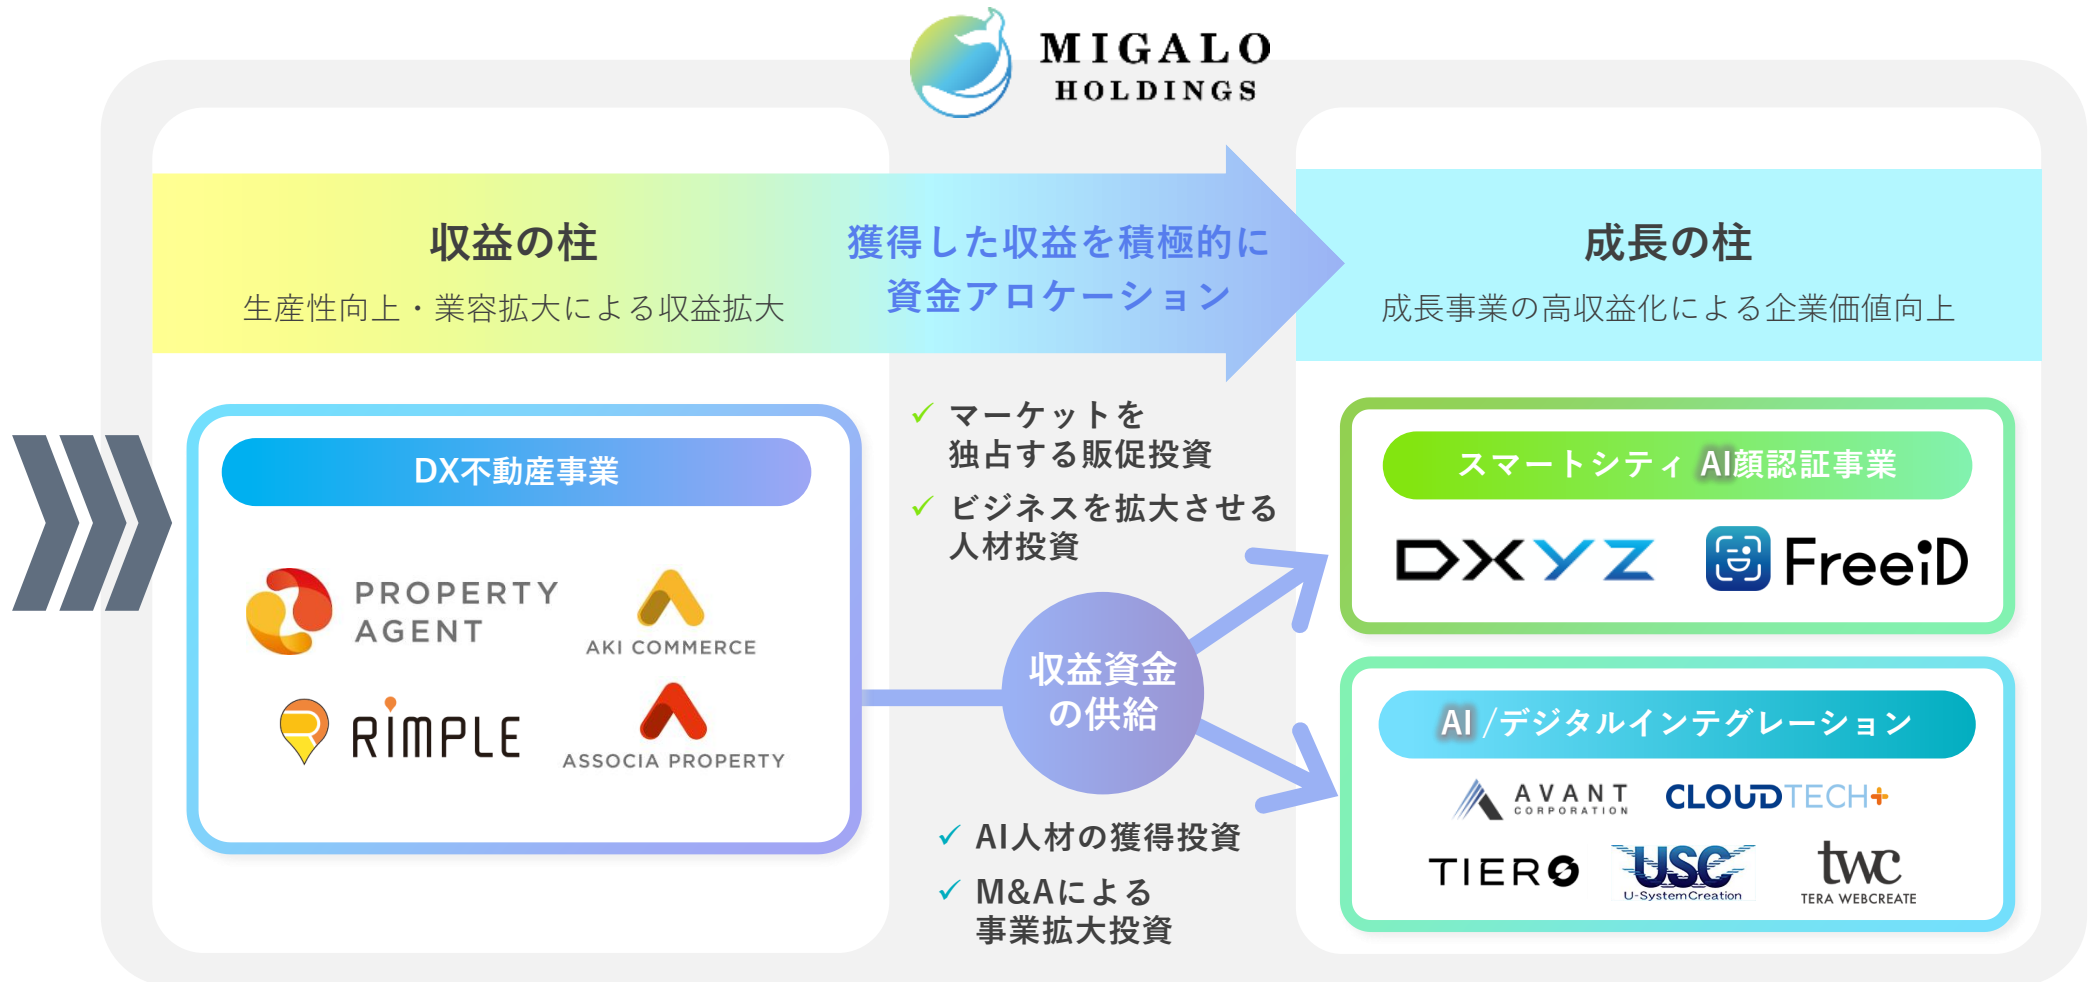 MIGALO
HOLDINGS
収益の柱
生産性向上・業容拡大による収益拡大
獲得した収益を積極的に
資金アロケーション
成長の柱
成長事業の高収益化による企業価値向上
DX不動産事業
PROPERTY
AGENT
AKI COMMERCE
RIMPLE
ASSOCIA PROPERTY
✓ マーケットを
独占する販促投資
✓ ビジネスを拡大させる
人材投資
収益資金
の供給
✓ AI人材の獲得投資
✓ M&Aによる
事業拡大投資
スマートシティ AI顔認証事業
DXYZ
FreeiD
AI /デジタルインテグレーション
AVANT
CORPORATION
CLOUDTECH+
TIER0
USC
U-SystemCreation
twc
TERA WEBCREATE